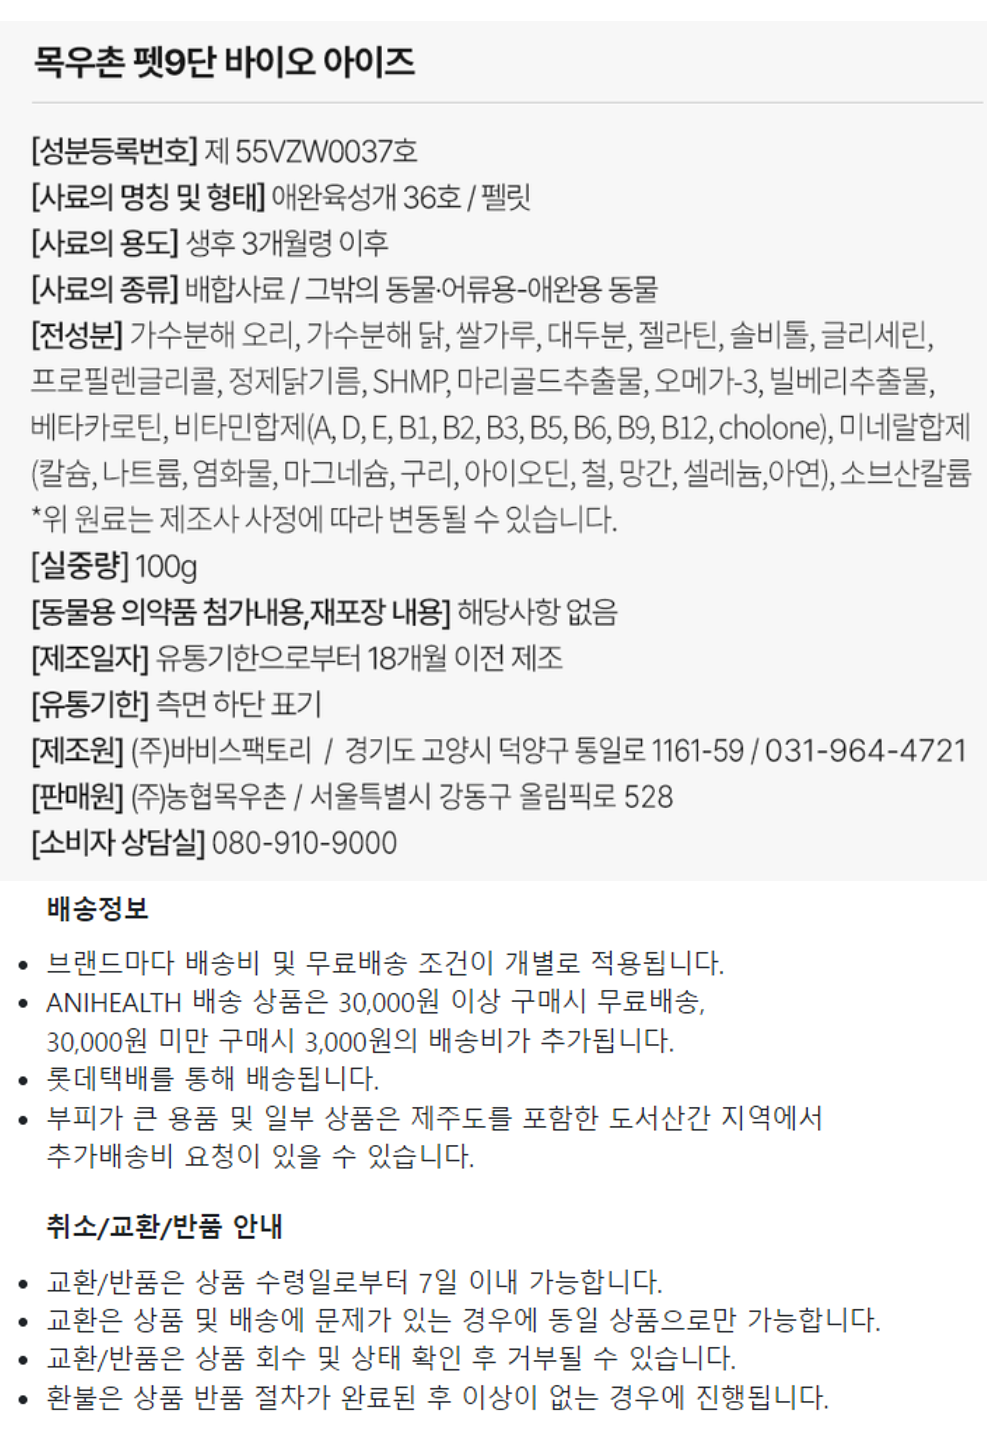 목우촌 펫9단 바이오 아이즈
[성분등록번호] 제 55VZW0037호
[사료의 명칭 및 형태] 애완육성개 36호 / 펠릿
[사료의 용도] 생후 3개월령 이후
[사료의 종류] 배합사료 / 그밖의 동물·어류용-애완용 동물
[전성분] 가수분해 오리, 가수분해 닭, 쌀가루, 대두분, 젤라틴, 솔비톨, 글리세린,
프로필렌글리콜, 정제닭기름, SHMP, 마리골드추출물, 오메가-3, 빌베리추출물,
베타카로틴, 비타민합제(A, D, E, B1, B2, B3, B5, B6, B9, B12, cholone), 미네랄합제
(칼슘, 나트륨, 염화물, 마그네슘, 구리, 아이오딘, 철, 망간, 셀레늄,아연), 소브산칼륨
*위 원료는 제조사 사정에 따라 변동될 수 있습니다.
[실중량] 100g
[동물용 의약품 첨가내용,재포장 내용] 해당사항 없음
[제조일자] 유통기한으로부터 18개월 이전 제조
[유통기한] 측면 하단 표기
[제조원] (주)바비스팩토리 / 경기도 고양시 덕양구 통일로 1161-59 / 031-964-4721
[판매원] (주)농협목우촌 / 서울특별시 강동구 올림픽로 528
[소비자 상담실] 080-910-9000
배송정보
• 브랜드마다 배송비 및 무료배송 조건이 개별로 적용됩니다.
• ANIHEALTH 배송 상품은 30,000원 이상 구매시 무료배송,
30,000원 미만 구매시 3,000원의 배송비가 추가됩니다.
• 롯데택배를 통해 배송됩니다.
• 부피가 큰 용품 및 일부 상품은 제주도를 포함한 도서산간 지역에서
추가배송비 요청이 있을 수 있습니다.
취소/교환/반품 안내
• 교환/반품은 상품 수령일로부터 7일 이내 가능합니다.
• 교환은 상품 및 배송에 문제가 있는 경우에 동일 상품으로만 가능합니다.
• 교환/반품은 상품 회수 및 상태 확인 후 거부될 수 있습니다.
• 환불은 상품 반품 절차가 완료된 후 이상이 없는 경우에 진행됩니다.